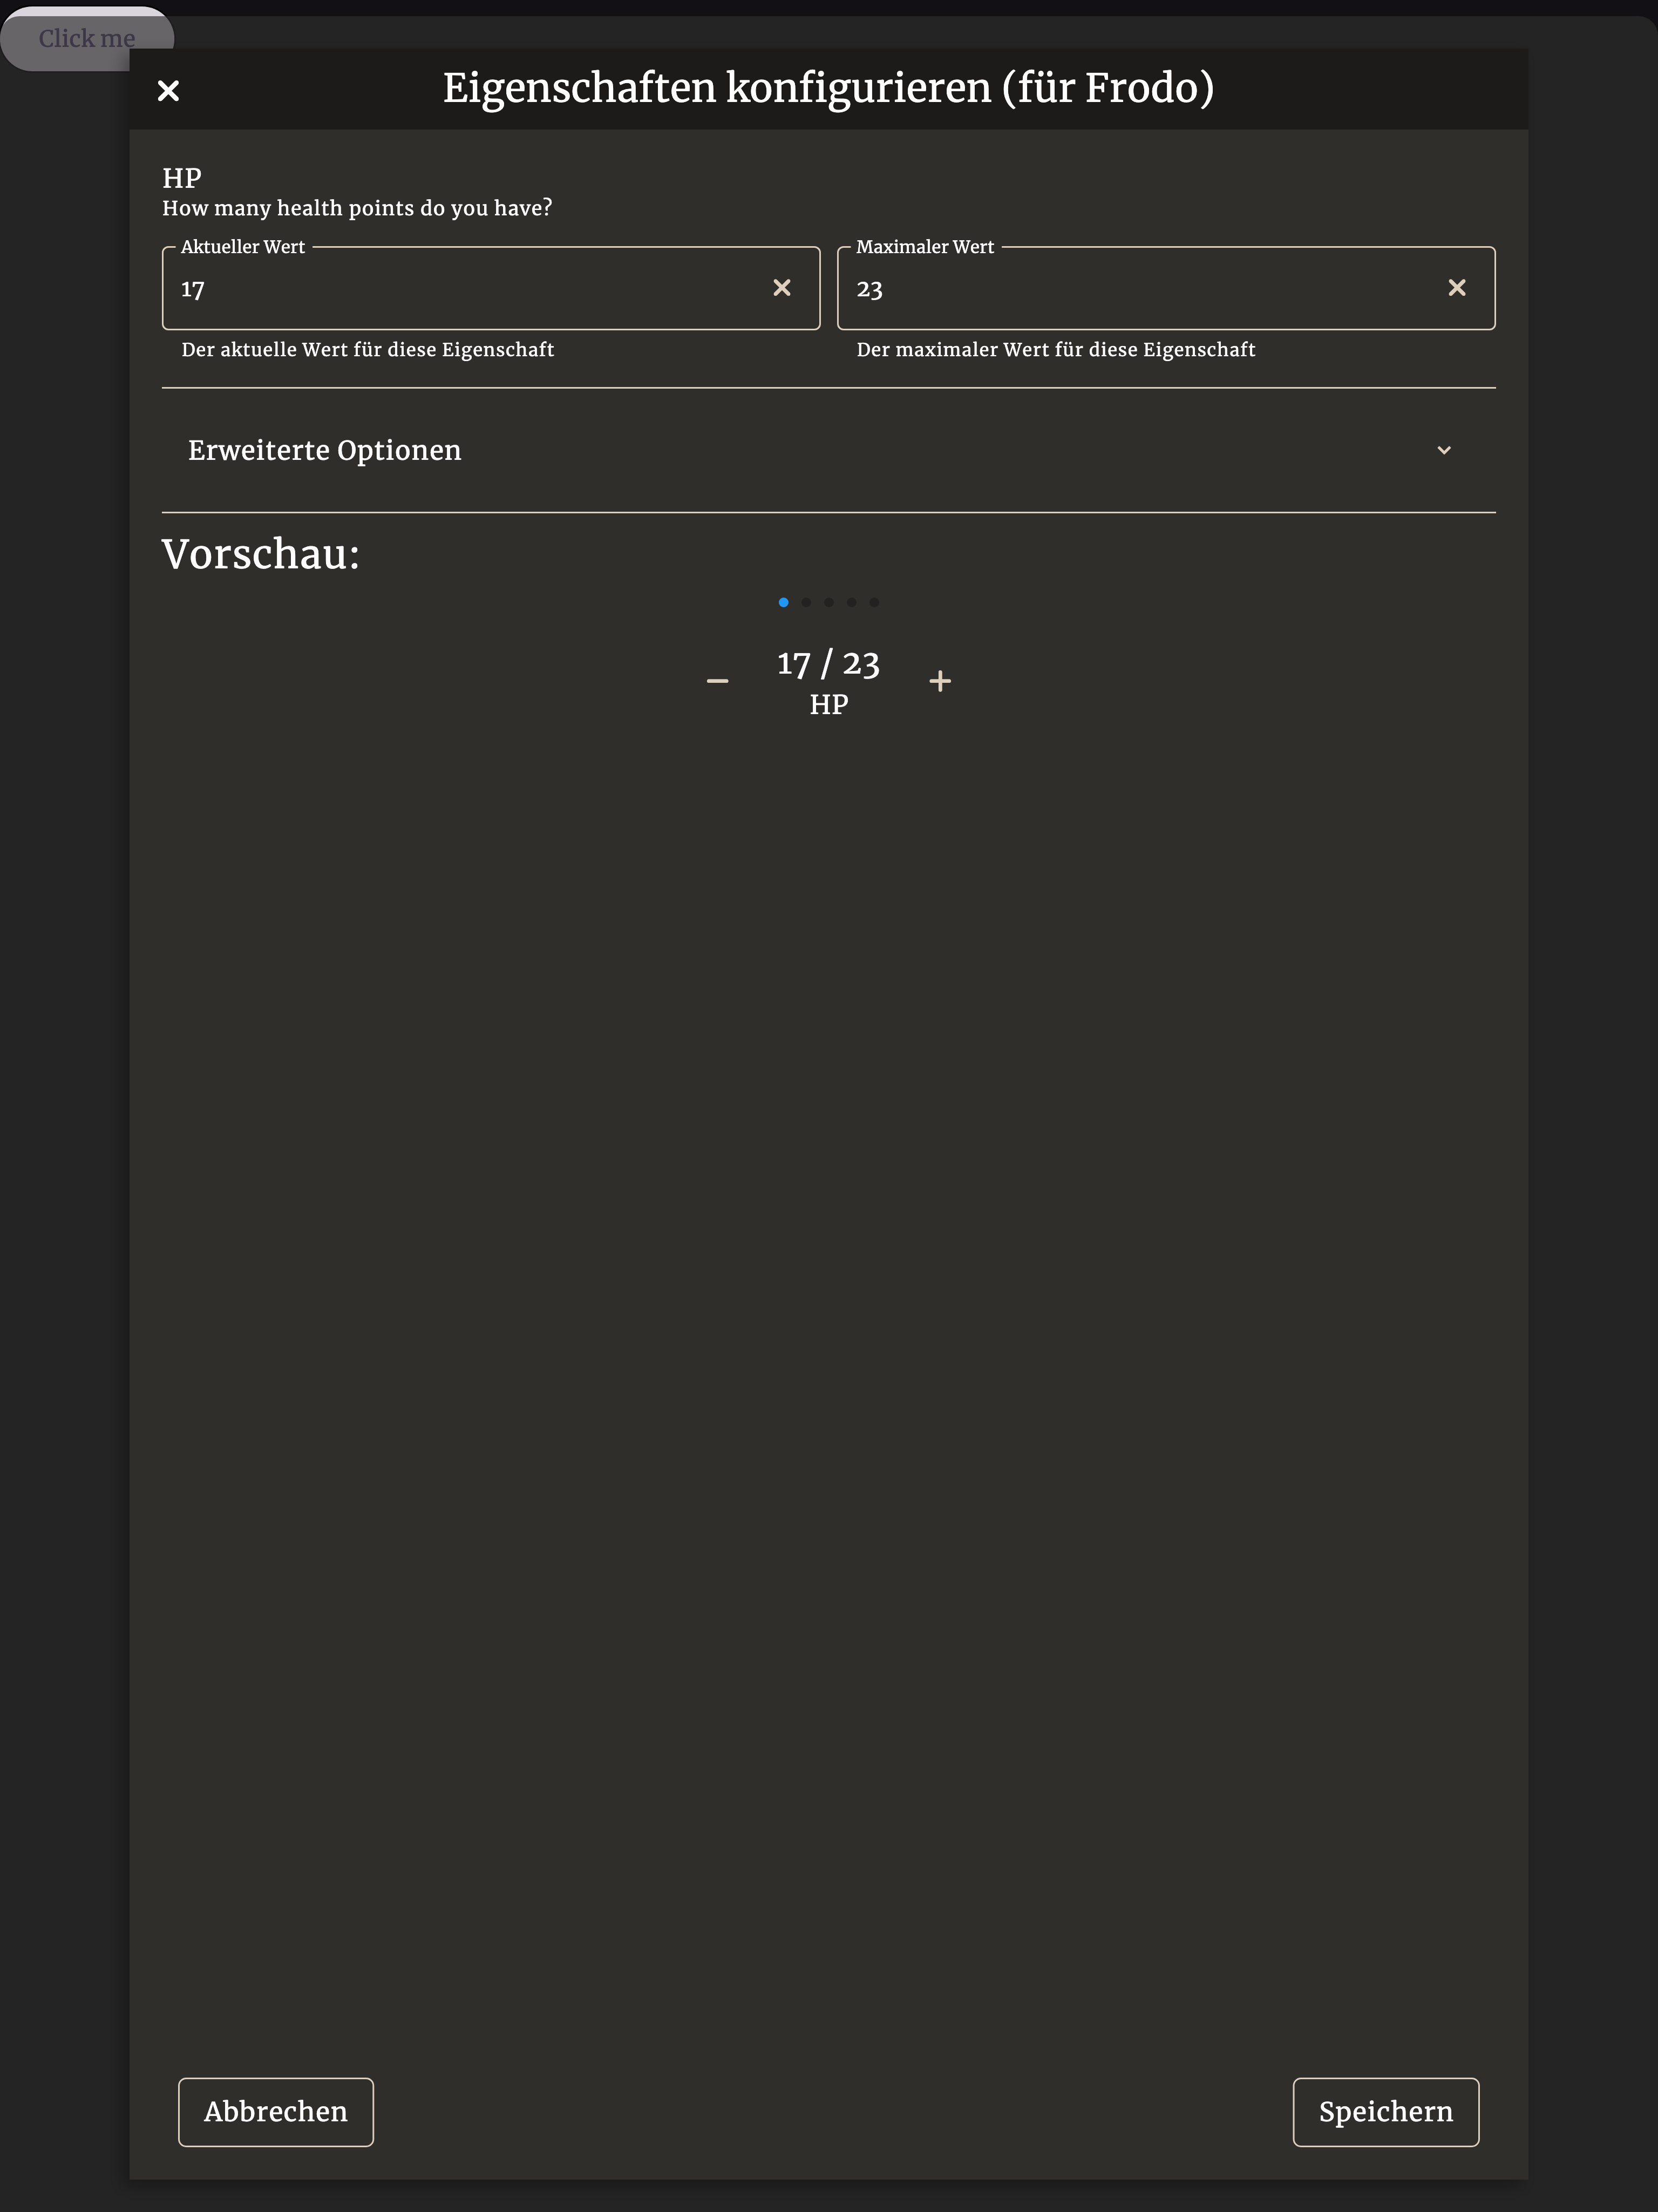 Click me
Eigenschaften konfigurieren (für Frodo)
HP
How many health points do you have?
Aktueller Wert
Maximaler Wert
17
23
Der aktuelle Wert für diese Eigenschaft
Der maximaler Wert für diese Eigenschaft
Erweiterte Optionen
Vorschau:
17 / 23
HP
Abbrechen
Speichern